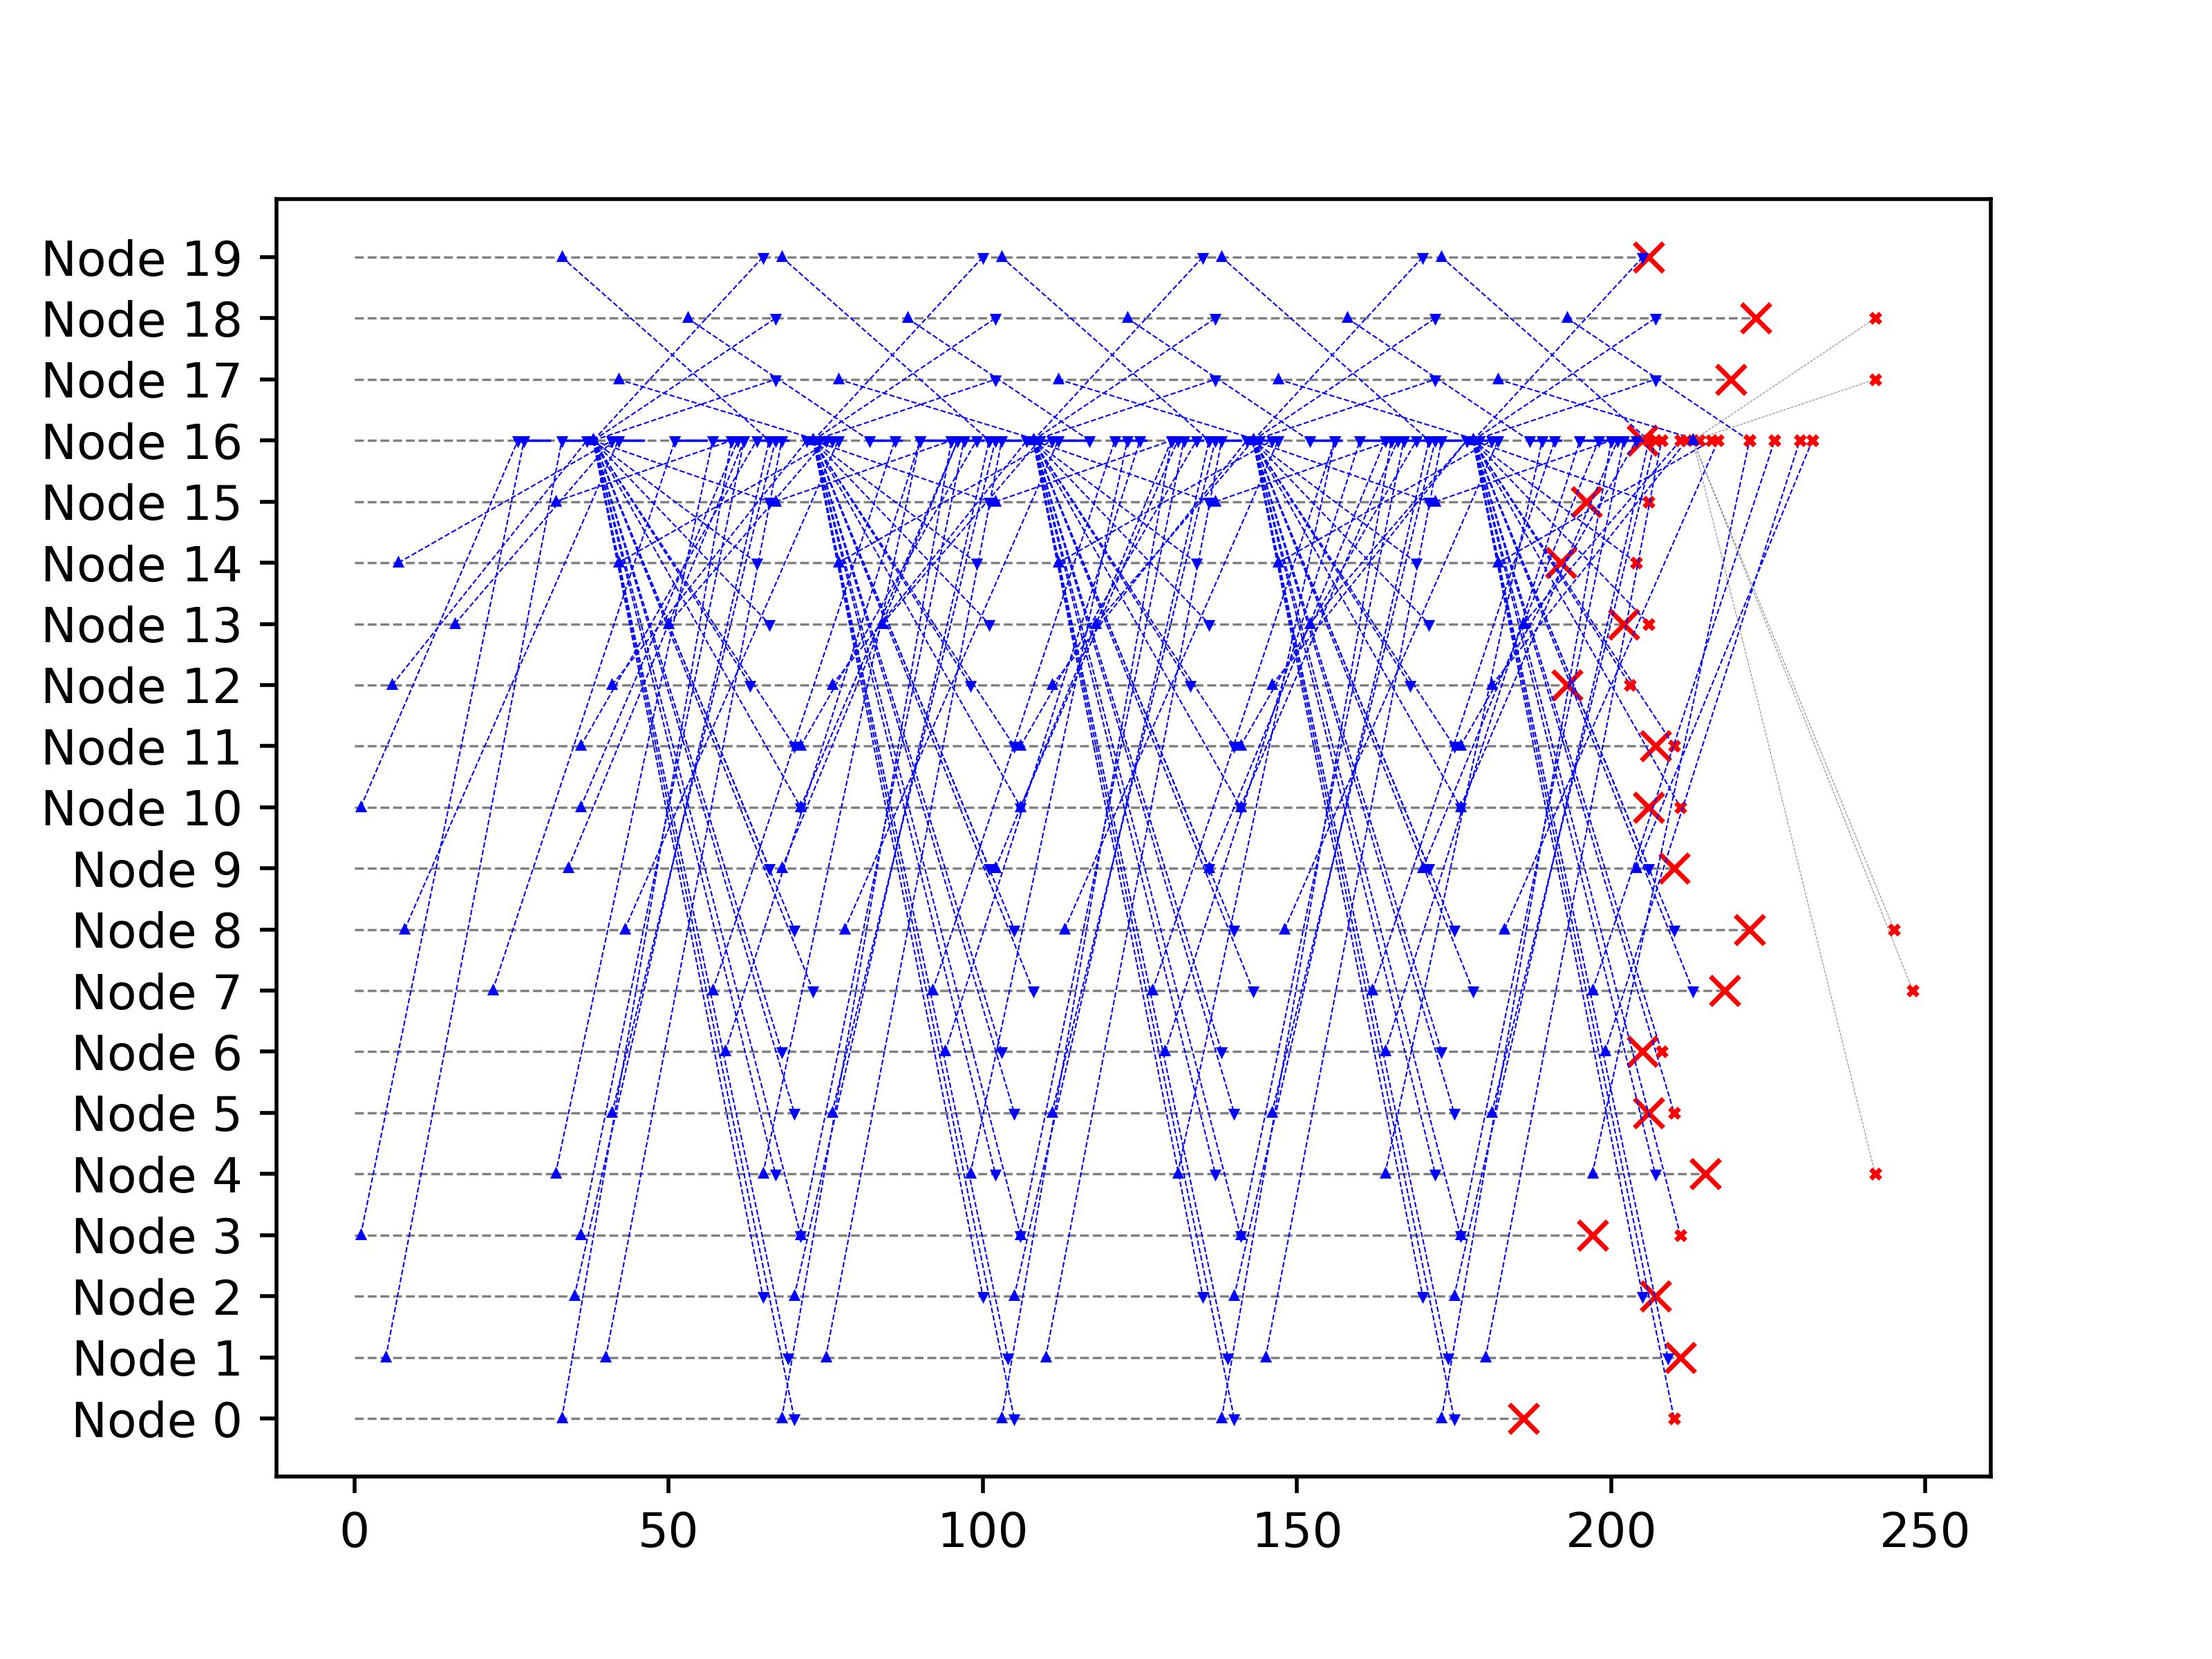 Node 19
Node 18
Node 17
Node 16
Node 15
Node 14
Node 13
Node 12
Node 11
Node 10
Node 9
Node 8
Node 7
Node 6
Node 5
Node 4
Node 3
Node 2
Node 1
Node 0
0 50 100 150 200 250